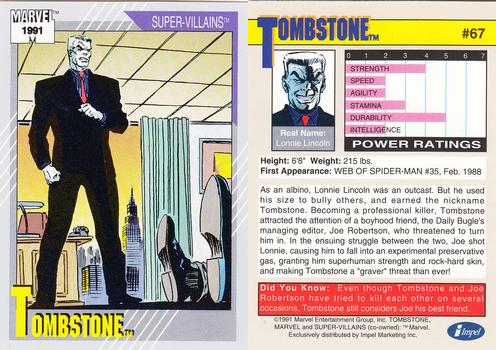 MARVEL
1991
SUPER-VILLAINS™
TOMBSTONE™
TOMBSTONE™
#67
0 1 2 3 4 5 6 7
STRENGTH
SPEED
AGILITY
STAMINA
DURABILITY
INTELLIGENCE
POWER RATINGS
Real Name:
Lonnie Lincoln
Height: 6'8" Weight: 215 lbs.
First Appearance: WEB OF SPIDER-MAN #35, Feb. 1988
As an albino, Lonnie Lincoln was an outcast. But he used
his size to bully others, and earned the nickname
Tombstone. Becoming a professional killer, Tombstone
attracted the attention of a boyhood friend, the Daily Bugle's
managing editor, Joe Robertson, who threatened to turn
him in. In the ensuing struggle between the two, Joe shot
Lonnie, causing him to fall into an experimental preservative
gas, granting him superhuman strength and rock-hard skin,
and making Tombstone a "graver" threat than ever!
Did You Know: Even though Tombstone and Joe
Robertson have tried to kill each other on several
occasions, Tombstone still considers Joe his best friend.
©1991 Marvel Entertainment Group, Inc. TOMBSTONE,
MARVEL and SUPER-VILLAINS (co-owned): ™ Marvel.
Exclusively distributed by Impel Marketing Inc.
Impel